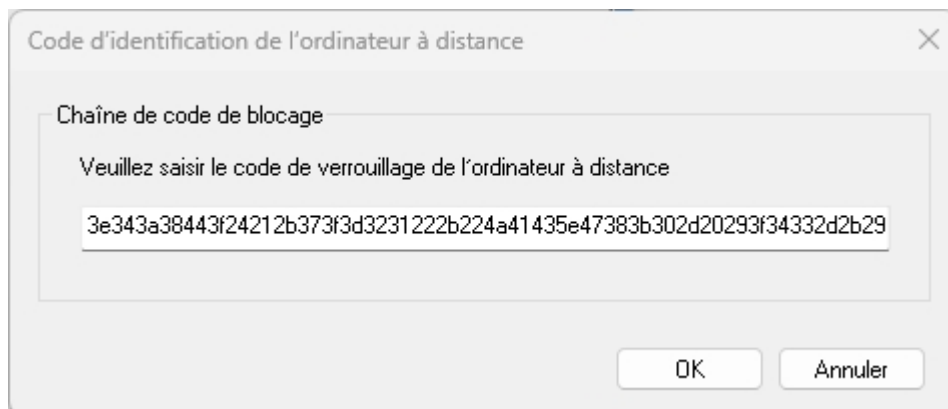 Code d'identification de l'ordinateur à distance
Chaîne de code de blocage
Veuillez saisir le code de verrouillage de l'ordinateur à distance
3e343a38443f24212b373f3d3231222b224a41435e47383b302d20293f34332d2b29
OK
Annuler